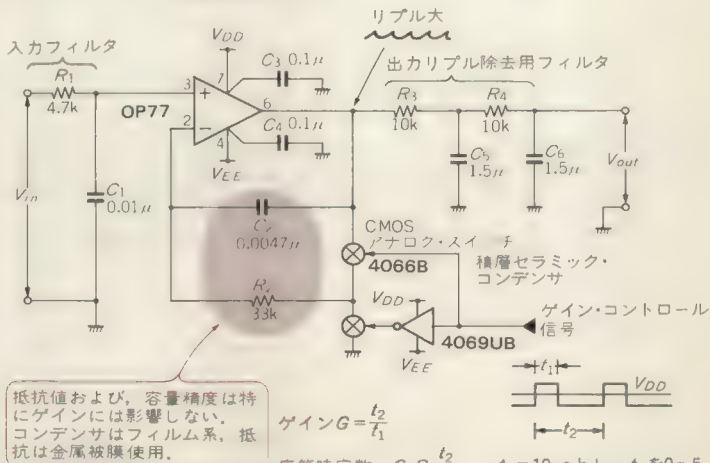 リプル大
入力フィルタ
出力リプル除去用フィルタ
VDD
C3 0.1μ
R1
4.7k
OP77
3
7
2
6
4
C4 0.1μ
VEE
R3
10k
R4
10k
C5
1.5μ
C6
1.5μ
Vin
Vout
C1
0.01μ
0.0047μ
CMOS
アナログ・スイッチ
4066B
積層セラミック・
コンデンサ
33k
VDD
4069UB
VEE
ゲイン・コントロール
信号
t1
VDD
t2
抵抗値および,容量精度は特
にゲインには影響しない.
コンデンサはフィルム系,抵
抗は金属被膜使用.
ゲインG=t2/t1